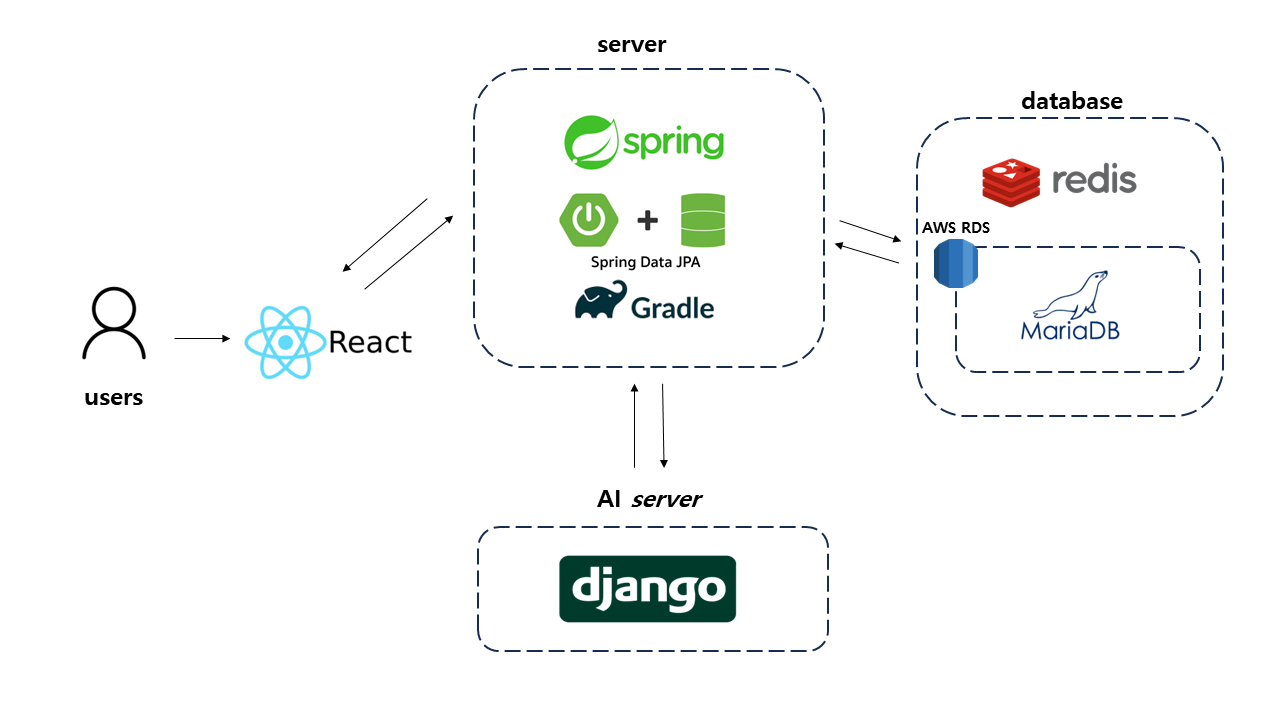 server
spring
Spring Data JPA
Gradle
database
redis
AWS RDS
MariaDB
React
users
AI server
django